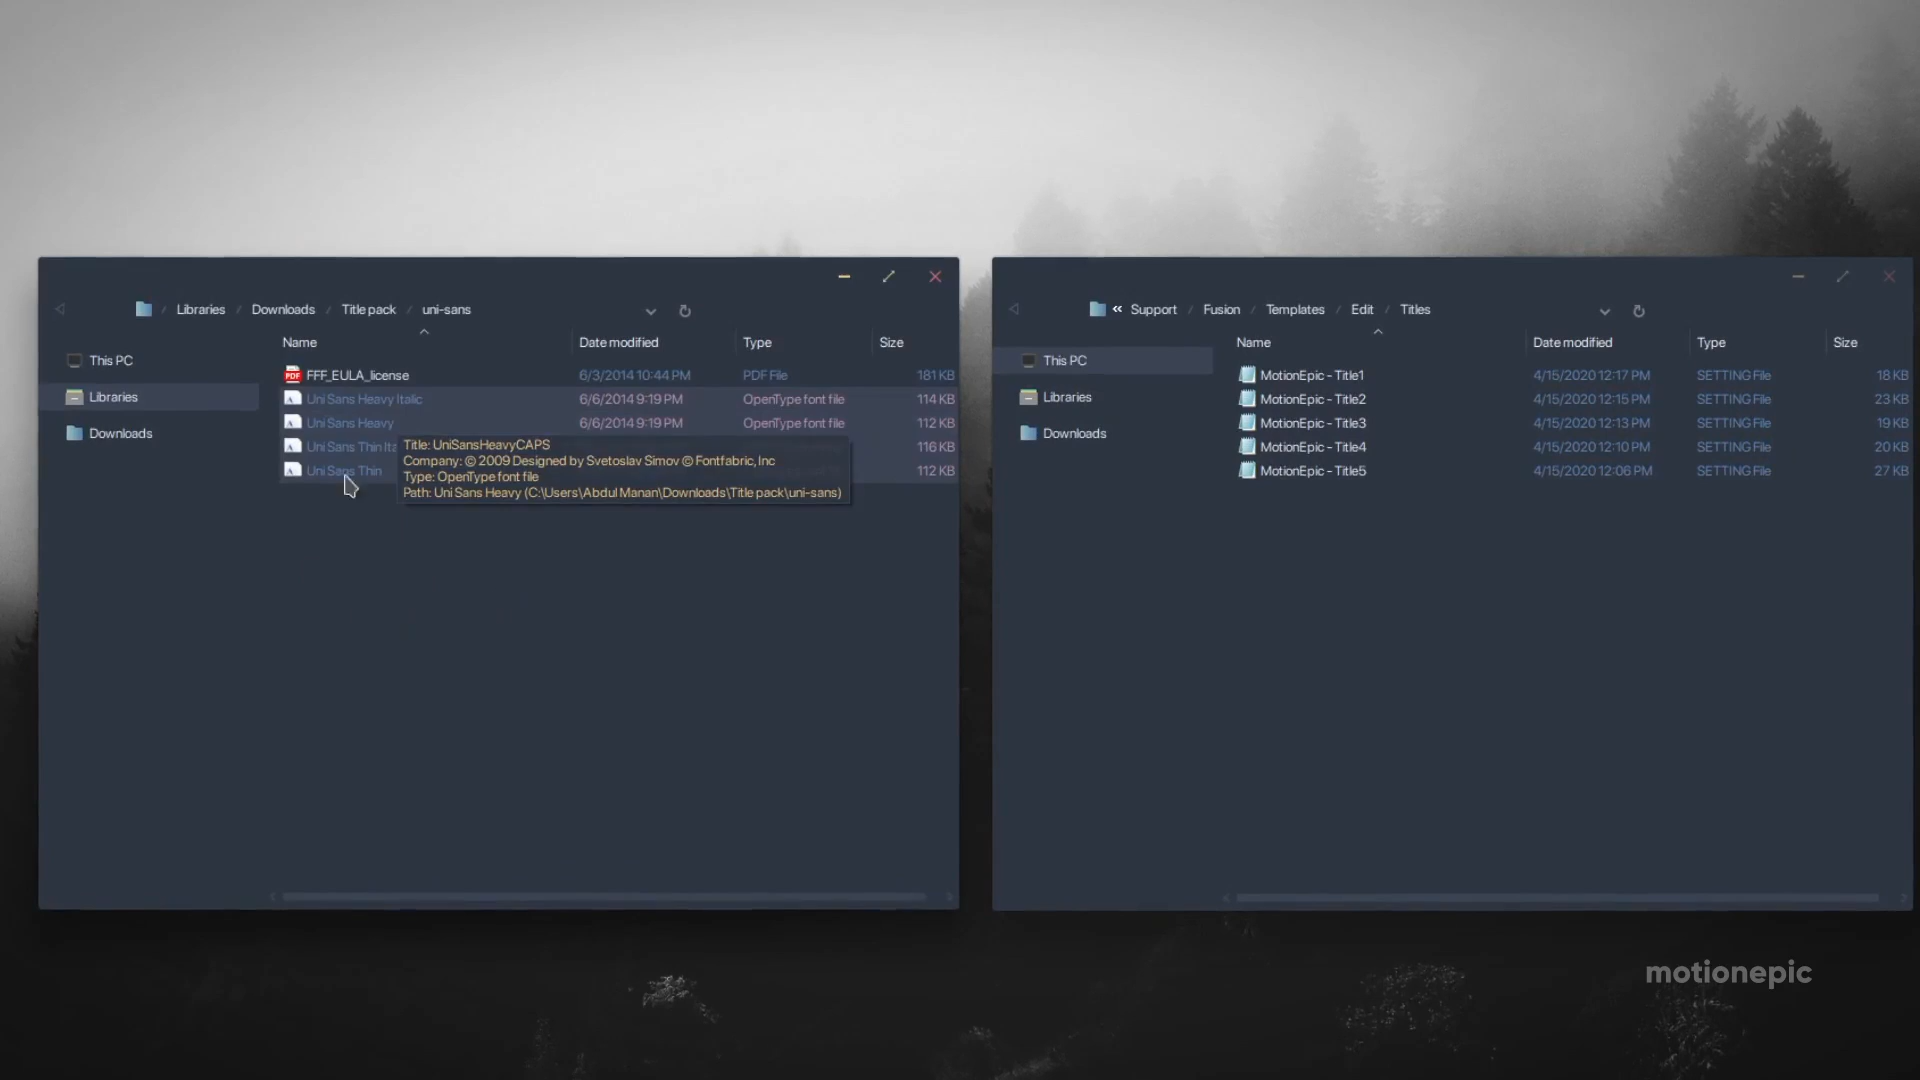 Libraries / Downloads / Title pack / uni-sans
This PC
Libraries
Downloads
Name Date modified Type Size
FFF_EULA_license 6/3/2014 10:44 PM PDF File 181 KB
Uni Sans Heavy Italic 6/6/2014 9:19 PM OpenType font file 114 KB
Uni Sans Heavy 6/6/2014 9:19 PM OpenType font file 112 KB
Uni Sans Thin Ita 116 KB
Uni Sans Thin 112 KB
Title: UniSansHeavyCAPS
Company: © 2009 Designed by Svetoslav Simov © Fontfabric, Inc
Type: OpenType font file
Path: Uni Sans Heavy (C:\Users\Abdul Manan\Downloads\Title pack\uni-sans)
« Support / Fusion / Templates / Edit / Titles
This PC
Libraries
Downloads
Name Date modified Type Size
MotionEpic - Title1 4/15/2020 12:17 PM SETTING File 18 KB
MotionEpic - Title2 4/15/2020 12:15 PM SETTING File 23 KB
MotionEpic - Title3 4/15/2020 12:13 PM SETTING File 19 KB
MotionEpic - Title4 4/15/2020 12:10 PM SETTING File 20 KB
MotionEpic - Title5 4/15/2020 12:06 PM SETTING File 27 KB
motionepic